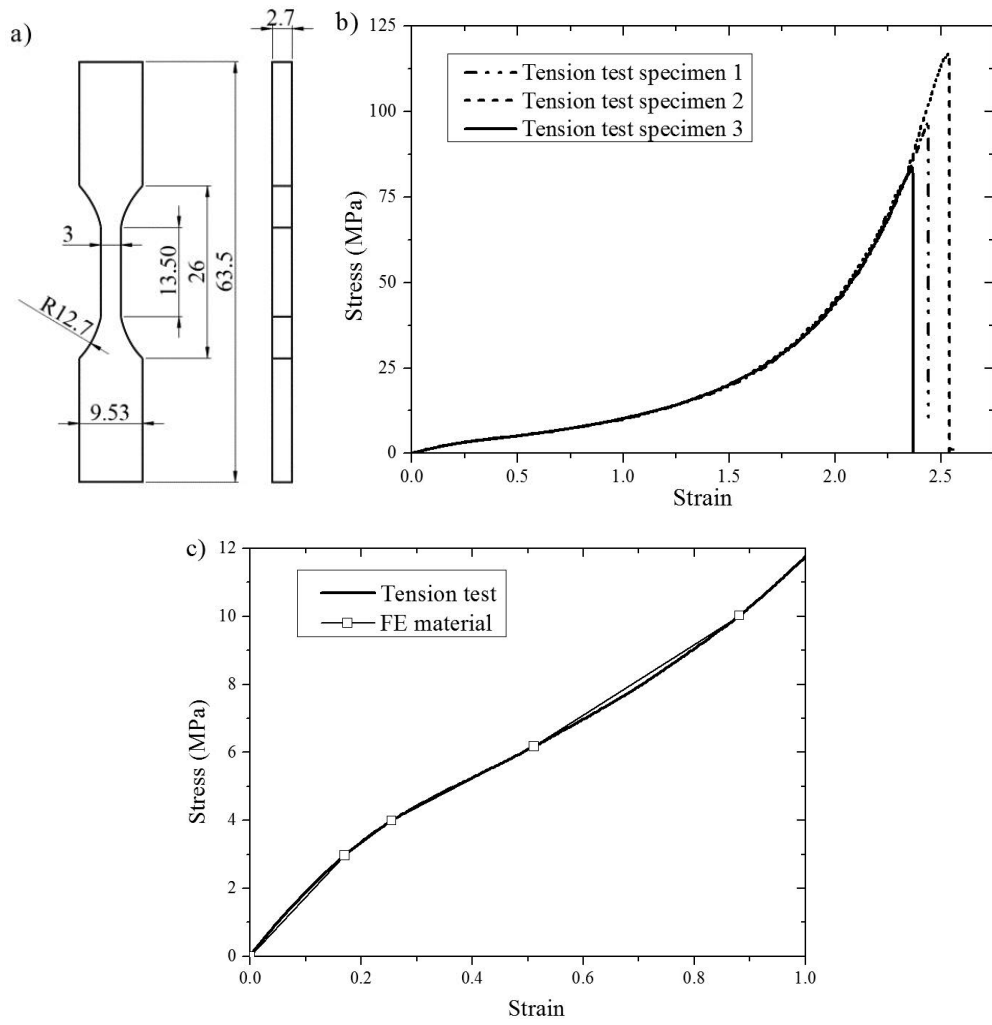 a)
2.7
3
13.50
26
63.5
R12.7
9.53
b)
125
100
75
50
25
0
Stress (MPa)
Tension test specimen 1
Tension test specimen 2
Tension test specimen 3
0.0 0.5 1.0 1.5 2.0 2.5
Strain
c)
12
10
8
6
4
2
0
Stress (MPa)
Tension test
FE material
0.0 0.2 0.4 0.6 0.8 1.0
Strain